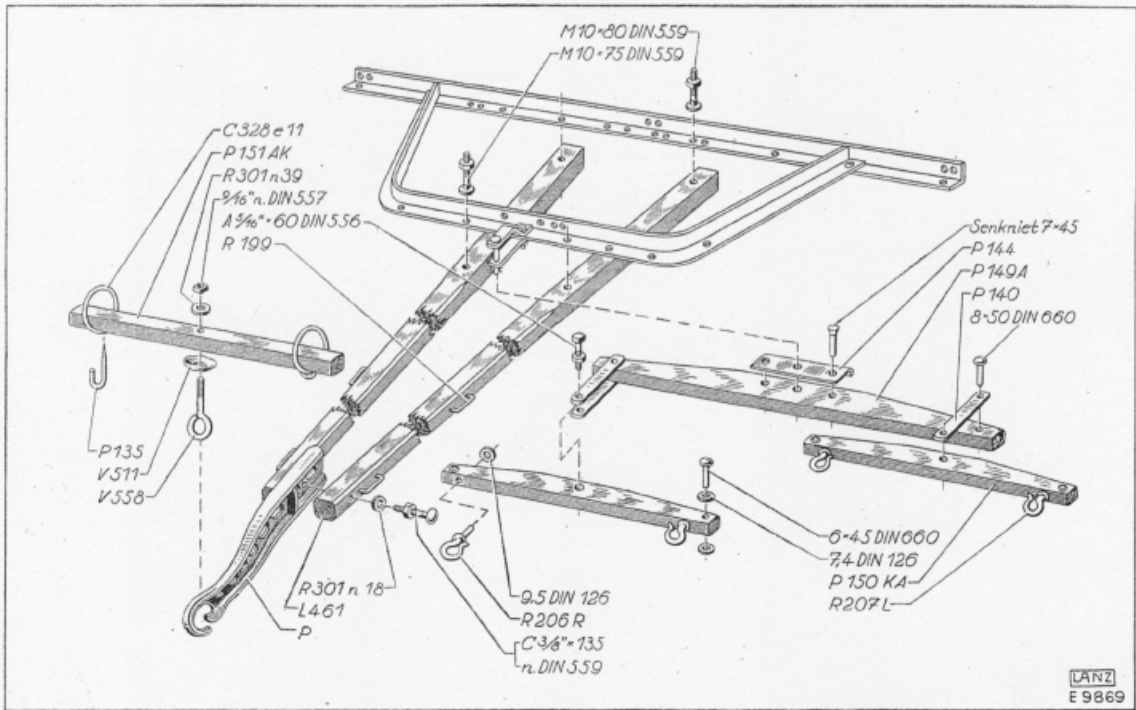 M10×80 DIN 559
M10×75 DIN 559
C 328 e 11
P 151 AK
R 301 n 39
9/16" n. DIN 557
A 5/16" × 60 DIN 556
R 199
Senkniet 7×45
P 144
P 149 A
P 140
8×50 DIN 660
P 135
V 511
V 558
R 301 n 18
L 461
P
9,5 DIN 126
R 206 R
C 3/8" × 135
n. DIN 559
6×45 DIN 660
7,4 DIN 126
P 150 KA
R 207 L
LANZ
E 9869